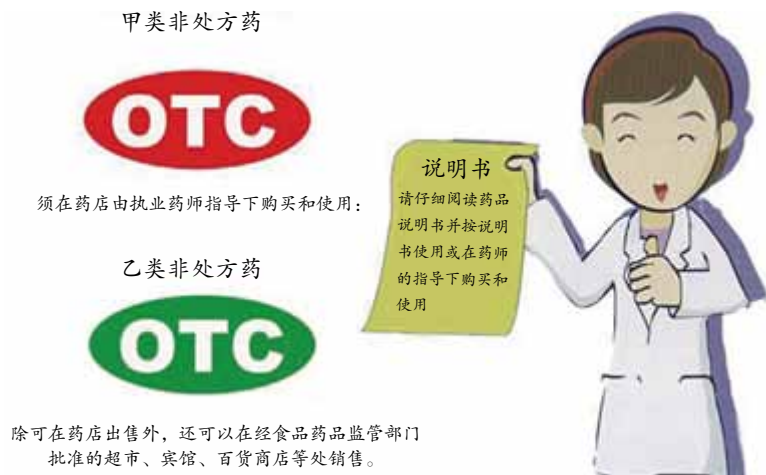 甲类非处方药
OTC
须在药店由执业药师指导下购买和使用：
乙类非处方药
OTC
除可在药店出售外，还可以在经食品药品监管部门
批准的超市、宾馆、百货商店等处销售。
说明书
请仔细阅读药品
说明书并按说明
书使用或在药师
的指导下购买和
使用